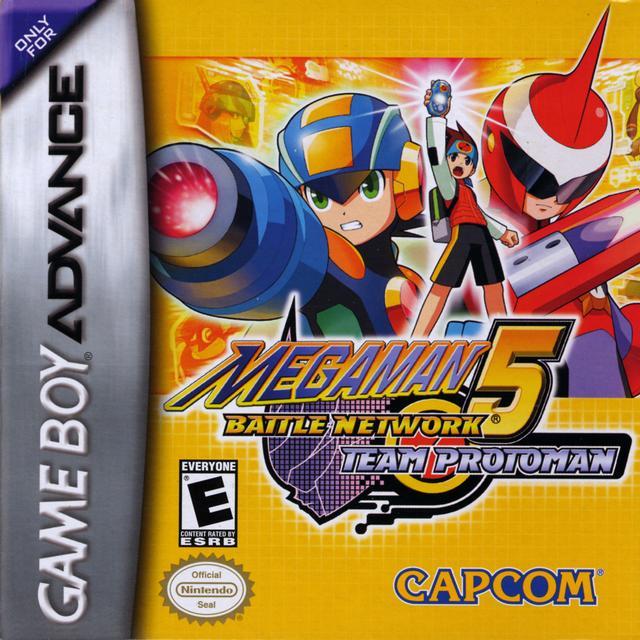 ONLY
FOR
GAME BOY ADVANCE
MEGAMAN 5
BATTLE NETWORK®
TEAM PROTOMAN
EVERYONE
E
®
CONTENT RATED BY
ESRB
Official
Nintendo
Seal
CAPCOM®